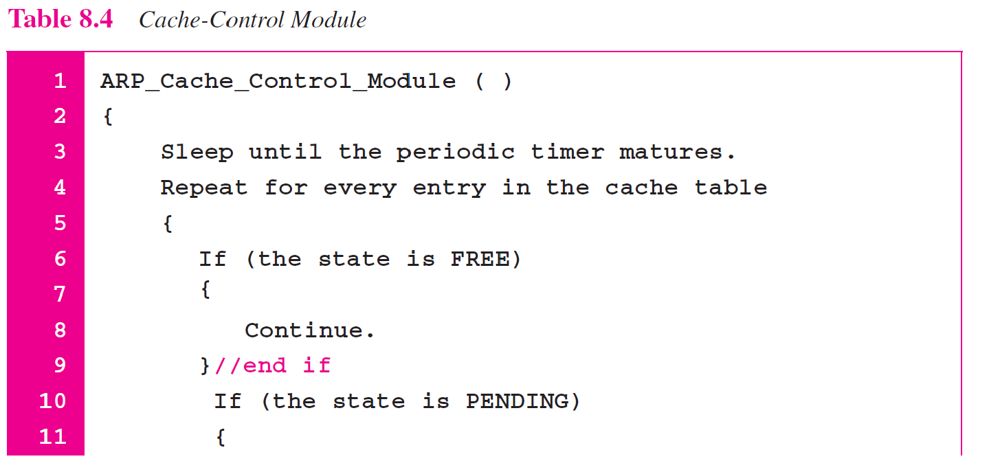 Table 8.4 Cache-Control Module
1 ARP_Cache_Control_Module ( )
2 {
3 Sleep until the periodic timer matures.
4 Repeat for every entry in the cache table
5 {
6 If (the state is FREE)
7 {
8 Continue.
9 }//end if
10 If (the state is PENDING)
11 {